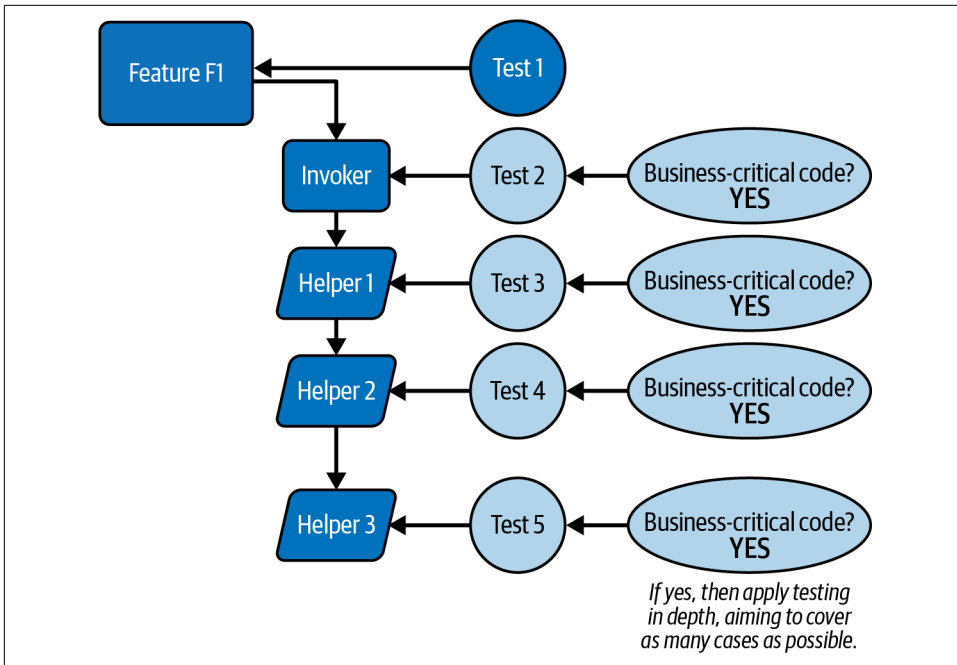 Feature F1
Test 1
Invoker
Test 2
Business-critical code?
YES
Helper 1
Test 3
Business-critical code?
YES
Helper 2
Test 4
Business-critical code?
YES
Helper 3
Test 5
Business-critical code?
YES
If yes, then apply testing
in depth, aiming to cover
as many cases as possible.